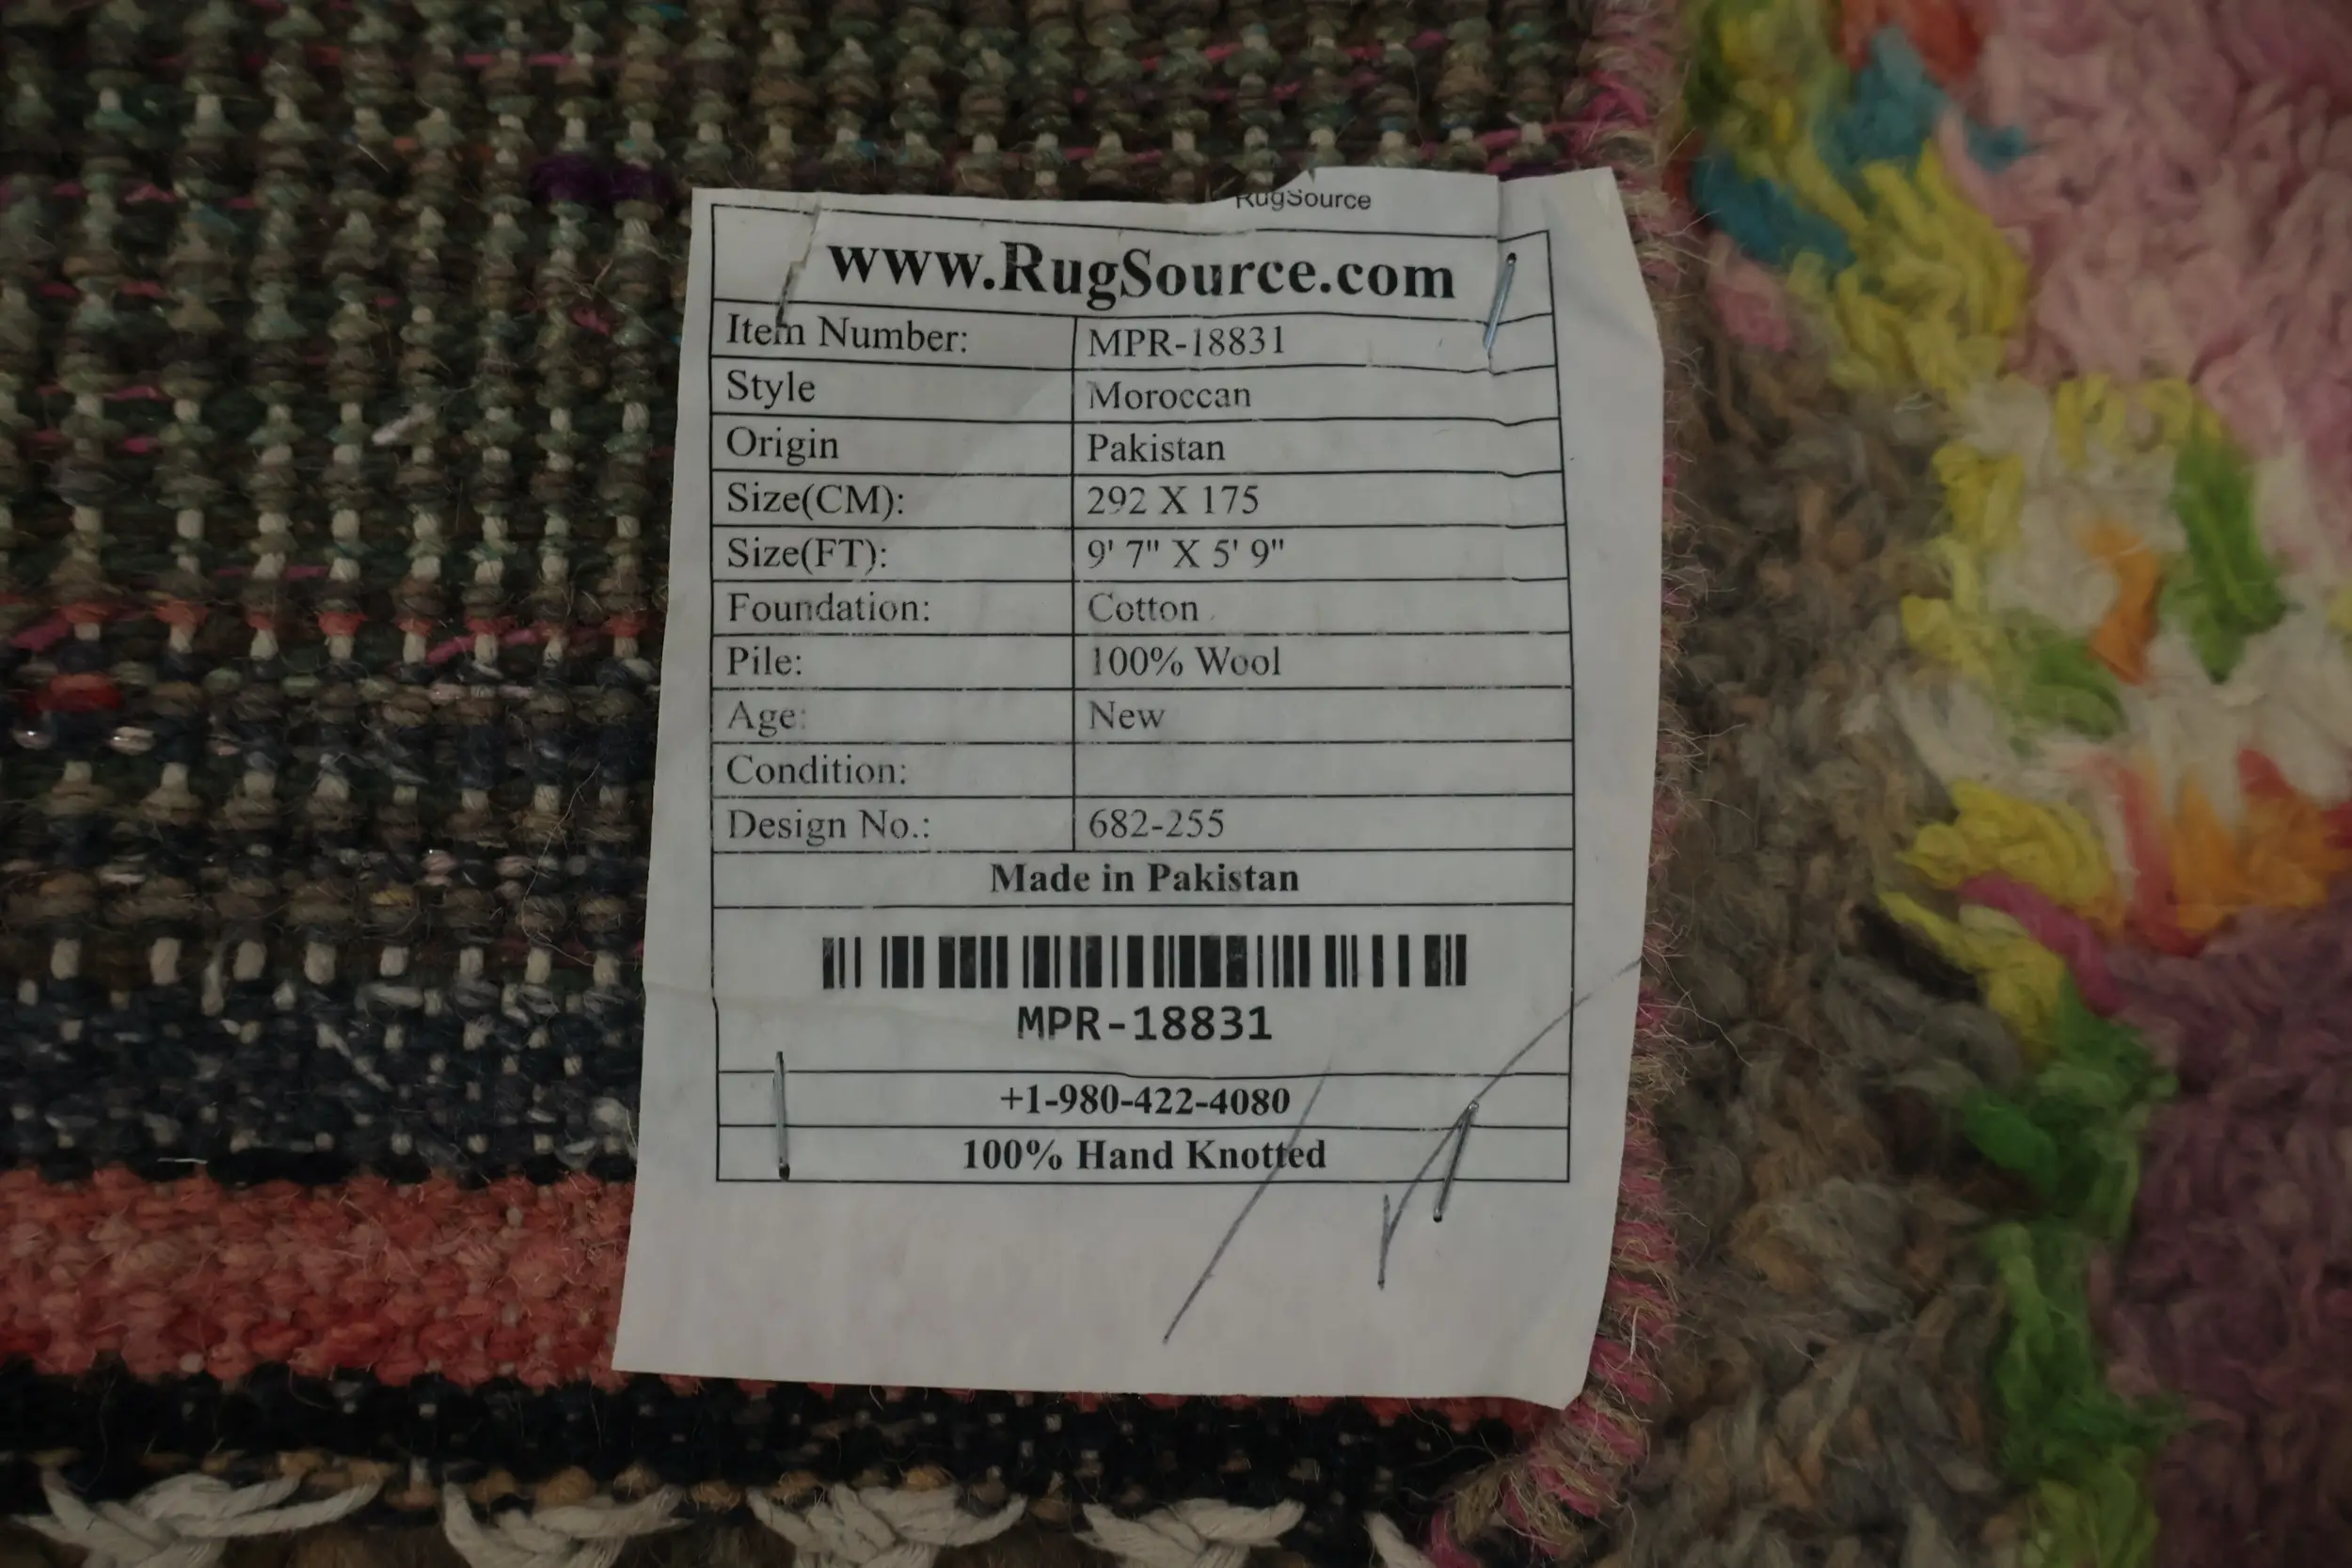 RugSource
www.RugSource.com
Item Number: MPR-18831
Style Moroccan
Origin Pakistan
Size(CM): 292 X 175
Size(FT): 9' 7" X 5' 9"
Foundation: Cotton
Pile: 100% Wool
Age: New
Condition:
Design No.: 682-255
Made in Pakistan
MPR-18831
+1-980-422-4080
100% Hand Knotted